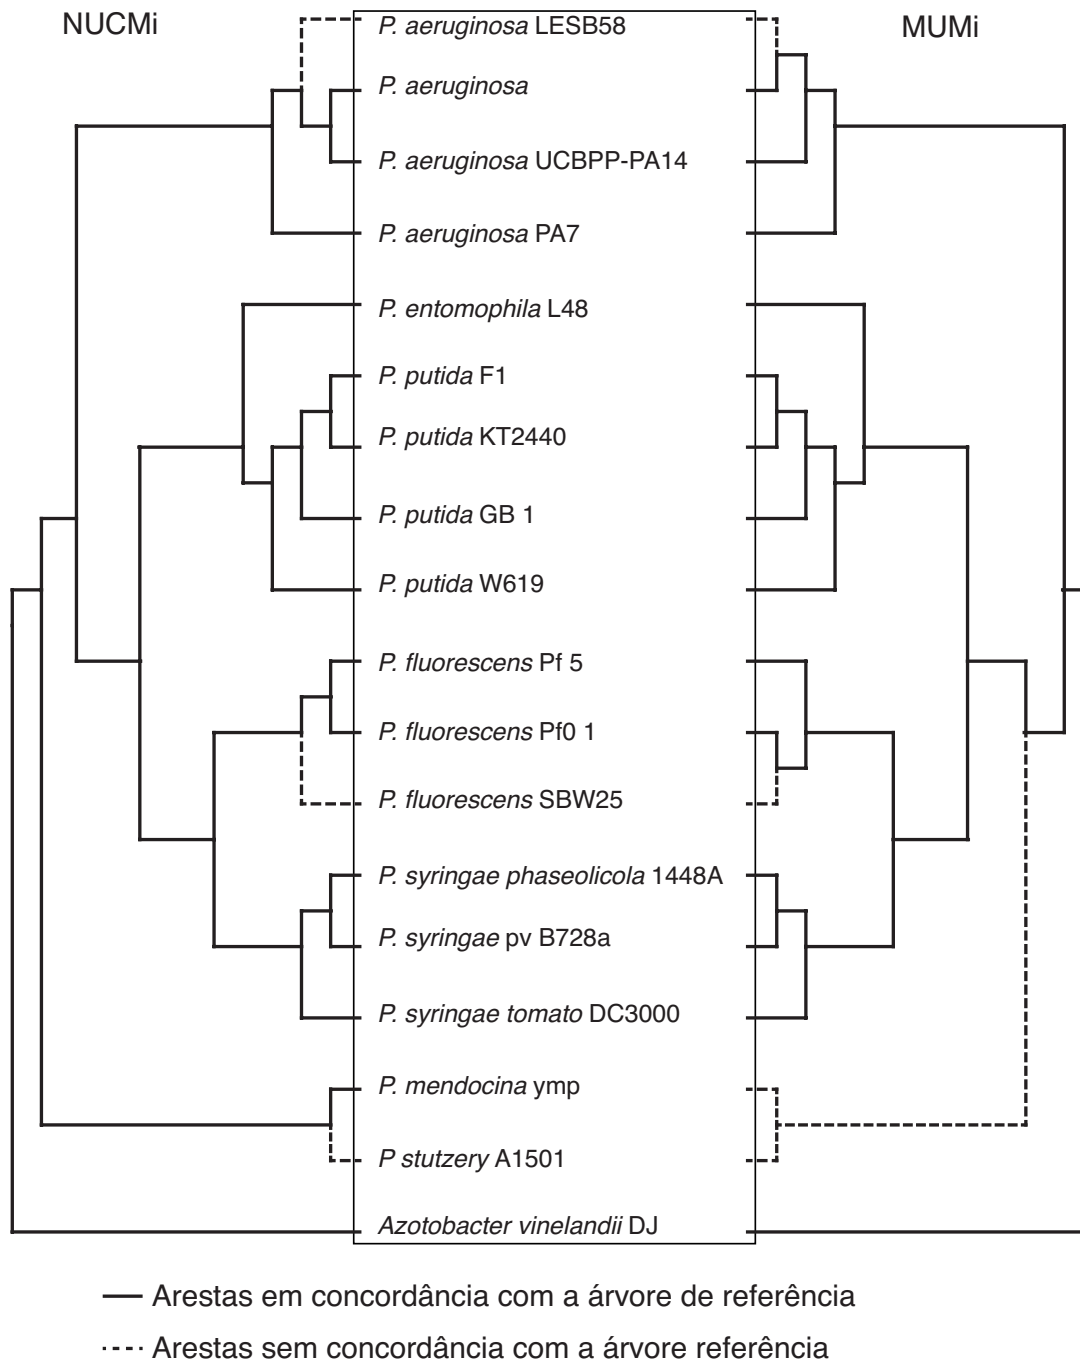 NUCMi
MUMi
P. aeruginosa LESB58
P. aeruginosa
P. aeruginosa UCBPP-PA14
P. aeruginosa PA7
P. entomophila L48
P. putida F1
P. putida KT2440
P. putida GB 1
P. putida W619
P. fluorescens Pf 5
P. fluorescens Pf0 1
P. fluorescens SBW25
P. syringae phaseolicola 1448A
P. syringae pv B728a
P. syringae tomato DC3000
P. mendocina ymp
P stutzery A1501
Azotobacter vinelandii DJ
Arestas em concordância com a árvore de referência
Arestas sem concordância com a árvore referência